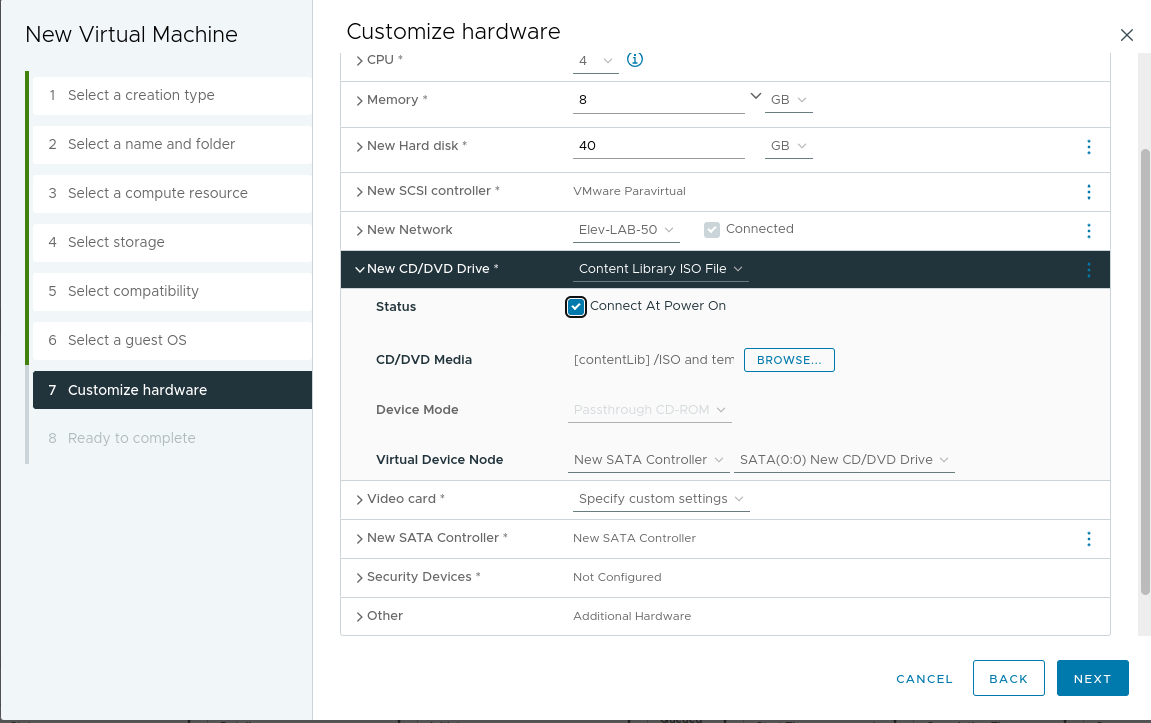 New Virtual Machine
1 Select a creation type
2 Select a name and folder
3 Select a compute resource
4 Select storage
5 Select compatibility
6 Select a guest OS
7 Customize hardware
8 Ready to complete
Customize hardware
CPU * 4
Memory * 8 GB
New Hard disk * 40 GB
New SCSI controller * VMware Paravirtual
New Network Elev-LAB-50 Connected
New CD/DVD Drive * Content Library ISO File
Status Connect At Power On
CD/DVD Media [contentLib] /ISO and tem BROWSE...
Device Mode Passthrough CD-ROM
Virtual Device Node New SATA Controller SATA(0:0) New CD/DVD Drive
Video card * Specify custom settings
New SATA Controller * New SATA Controller
Security Devices * Not Configured
Other Additional Hardware
CANCEL BACK NEXT